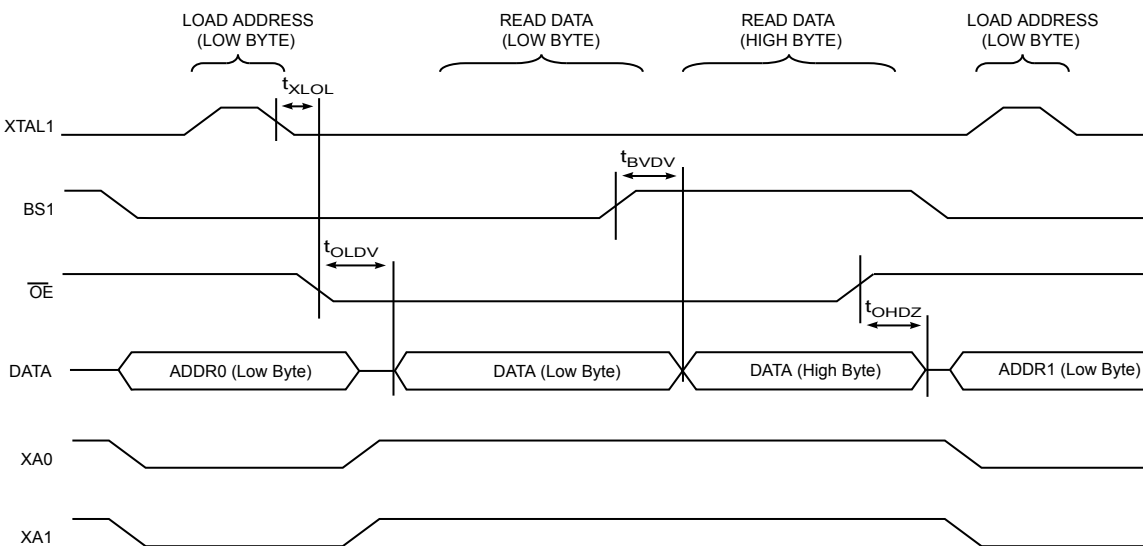 LOAD ADDRESS
(LOW BYTE)
READ DATA
(LOW BYTE)
READ DATA
(HIGH BYTE)
LOAD ADDRESS
(LOW BYTE)
tXLOL
XTAL1
tBVDV
BS1
tOLDV
OE
tOHDZ
DATA
ADDR0 (Low Byte)
DATA (Low Byte)
DATA (High Byte)
ADDR1 (Low Byte)
XA0
XA1